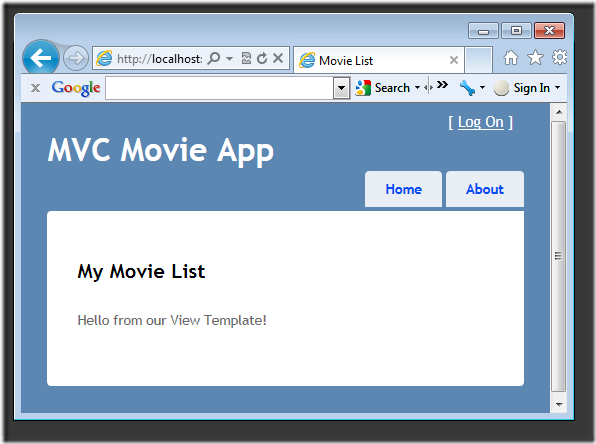 http://localhost:
Movie List
Google
Search
Sign In
[ Log On ]
MVC Movie App
Home
About
My Movie List
Hello from our View Template!